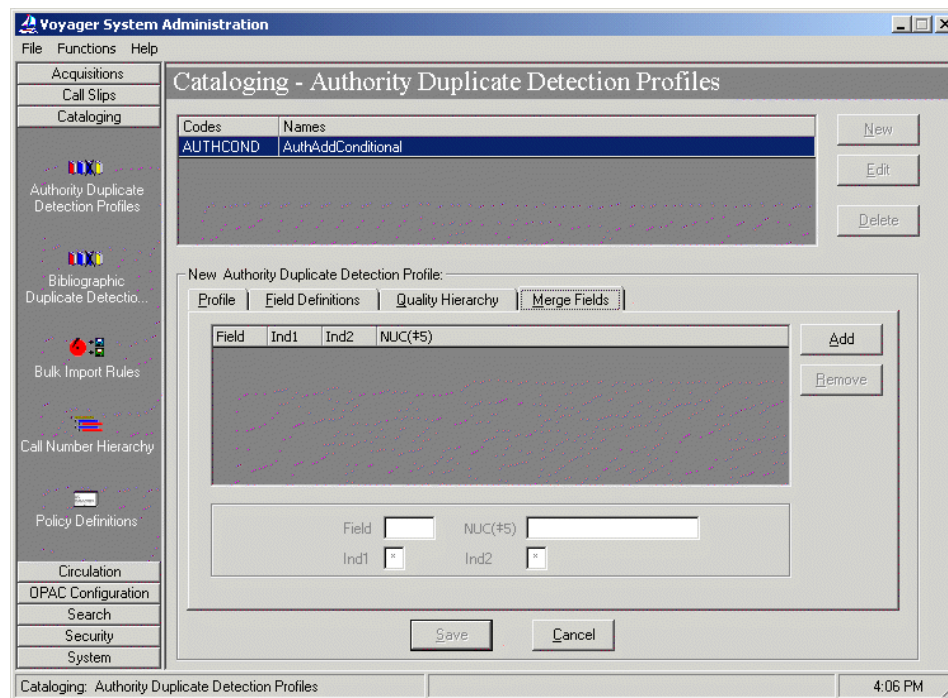 Voyager System Administration
File Functions Help
Acquisitions
Call Slips
Cataloging
Authority Duplicate
Detection Profiles
Bibliographic
Duplicate Detectio...
Bulk Import Rules
Call Number Hierarchy
Policy Definitions
Circulation
OPAC Configuration
Search
Security
System
Cataloging - Authority Duplicate Detection Profiles
Codes Names
AUTHCOND AuthAddConditional
New
Edit
Delete
New Authority Duplicate Detection Profile:
Profile Field Definitions Quality Hierarchy Merge Fields
Field Ind1 Ind2 NUC(‡5)
Add
Remove
Field NUC(‡5)
Ind1 * Ind2 *
Save Cancel
Cataloging: Authority Duplicate Detection Profiles 4:06 PM